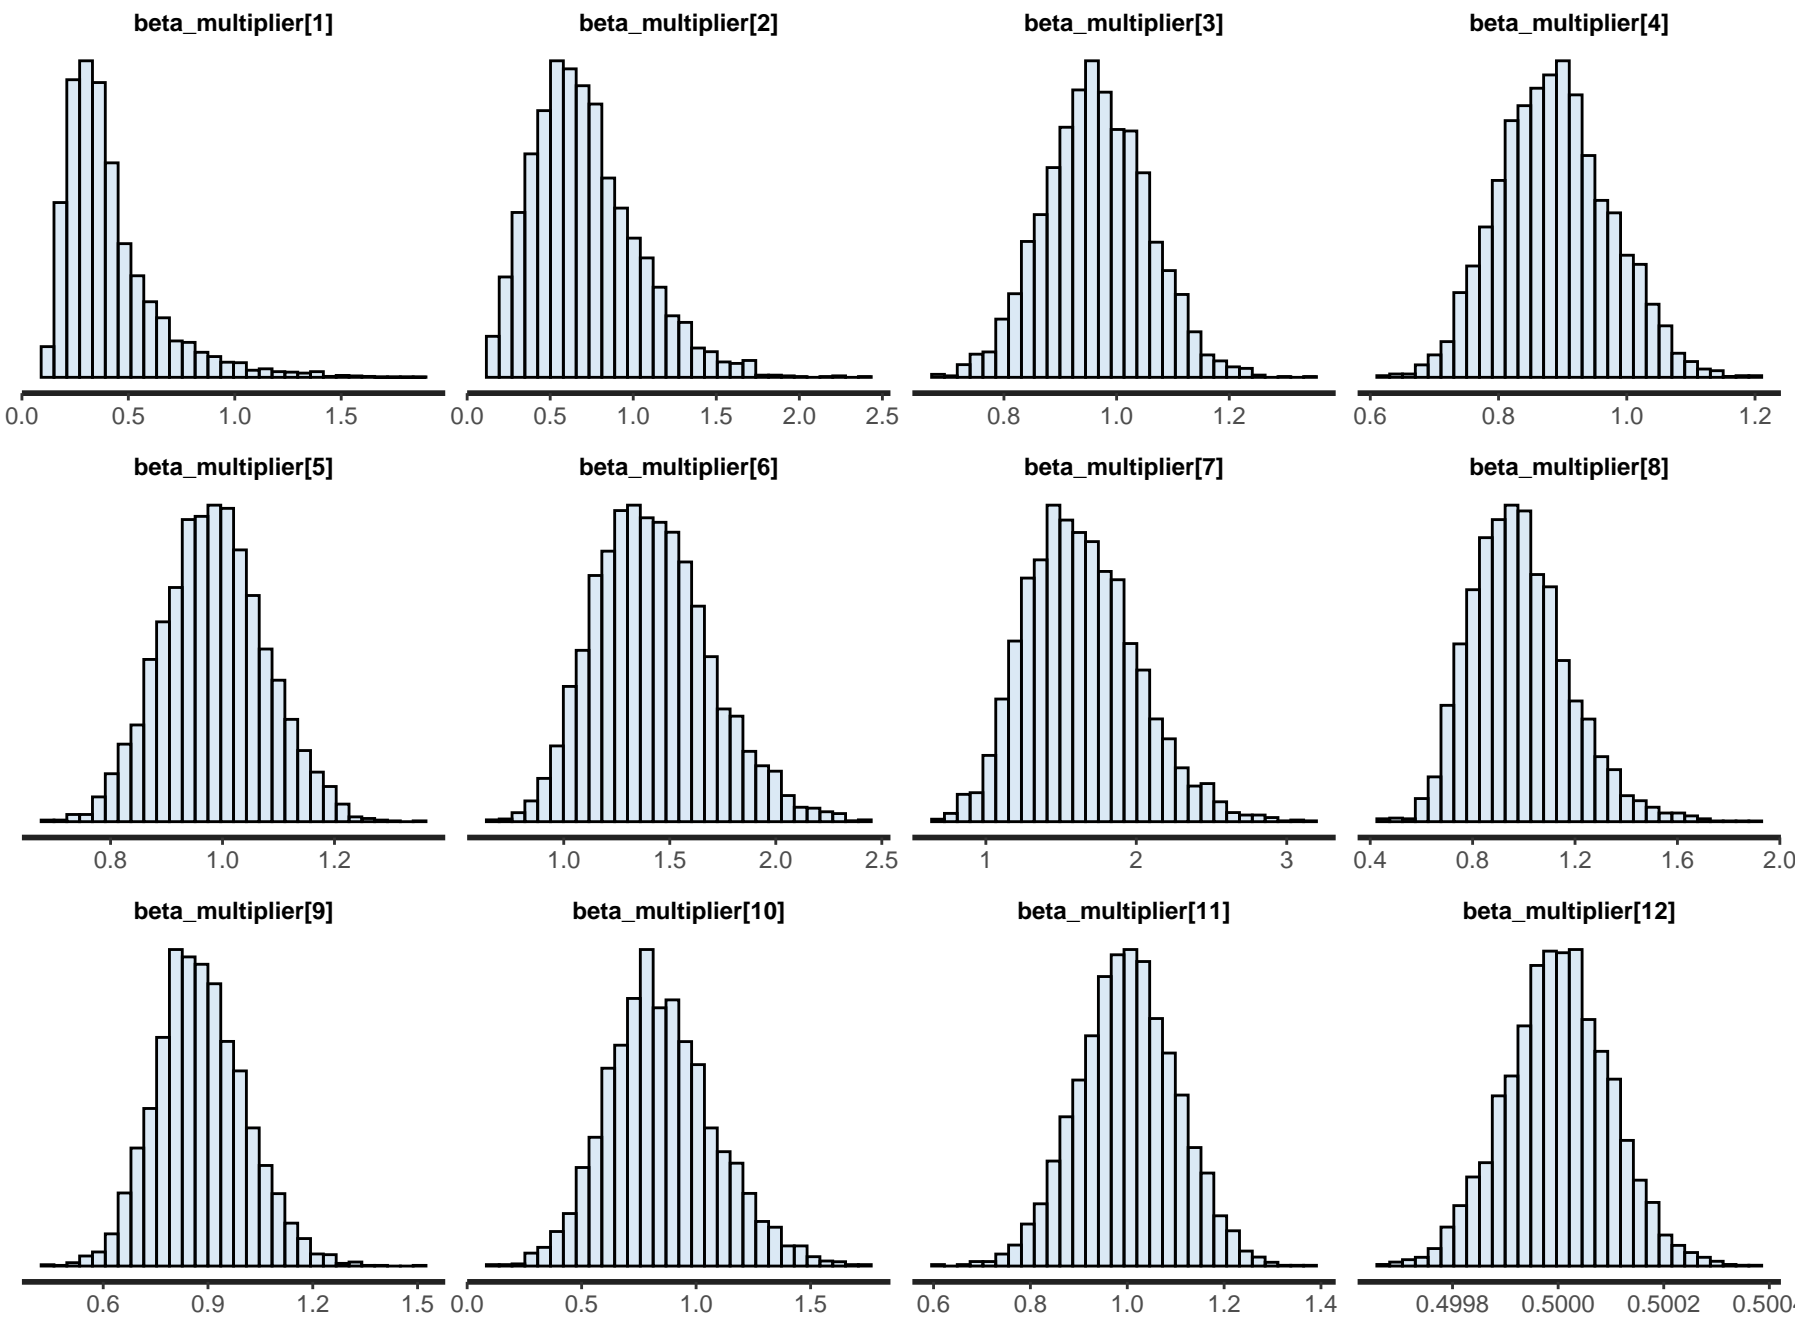 beta_multiplier[1] beta_multiplier[2] beta_multiplier[3] beta_multiplier[4]
0.0 0.5 1.0 1.5 0.0 0.5 1.0 1.5 2.0 2.5 0.8 1.0 1.2 0.6 0.8 1.0 1.2
beta_multiplier[5] beta_multiplier[6] beta_multiplier[7] beta_multiplier[8]
0.8 1.0 1.2 1.0 1.5 2.0 2.5 1 2 3 0.4 0.8 1.2 1.6 2.0
beta_multiplier[9] beta_multiplier[10] beta_multiplier[11] beta_multiplier[12]
0.6 0.9 1.2 1.5 0.0 0.5 1.0 1.5 0.6 0.8 1.0 1.2 1.4 0.4998 0.5000 0.5002 0.5004